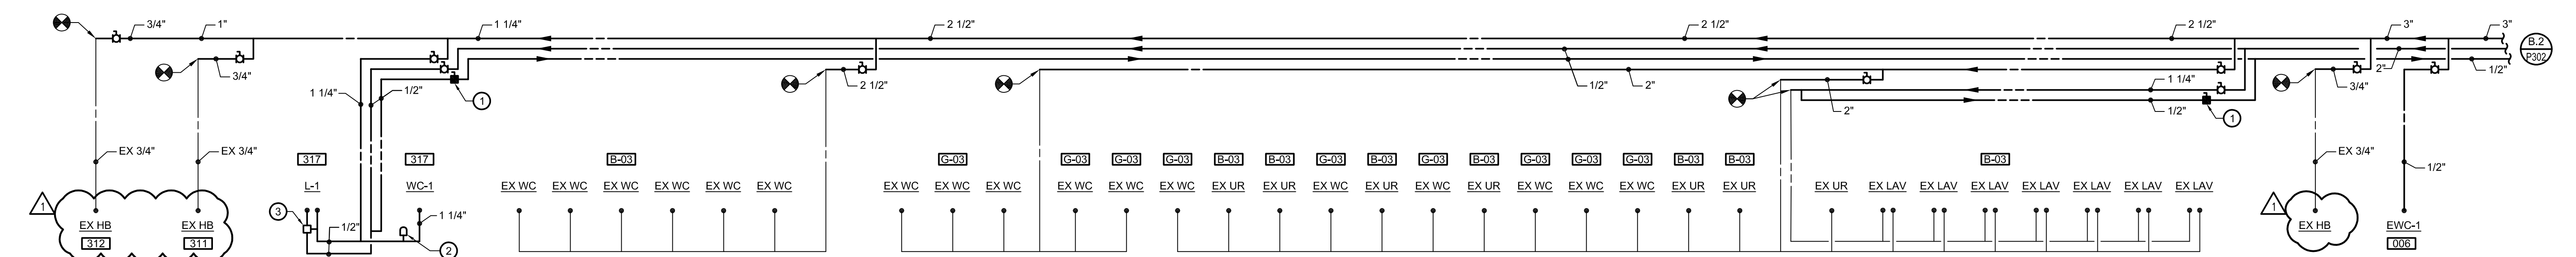 3/4" 1" 1 1/4" 2 1/2" 2 1/2" 2 1/2" 3" 3"
B.2
P302
3/4" 2 1/2" 1/2" 2" 1 1/4" 3/4" 2" 1/2"
1 1/4" 1/2" 1 2" 1/2" 1
EX 3/4" EX 3/4" 317 317 B-03 G-03 G-03 G-03 G-03 B-03 B-03 G-03 B-03 G-03 B-03 G-03 G-03 G-03 B-03 B-03 B-03 EX 3/4" 1/2"
L-1 WC-1 EX WC EX WC EX WC EX WC EX WC EX WC EX WC EX WC EX WC EX WC EX WC EX WC EX UR EX UR EX WC EX UR EX WC EX UR EX WC EX WC EX WC EX UR EX UR EX UR EX LAV EX LAV EX LAV EX LAV EX LAV EX LAV EX LAV
1 3 1 1/4" 1
EX HB EX HB 1/2" EX HB EWC-1
312 311 2 006